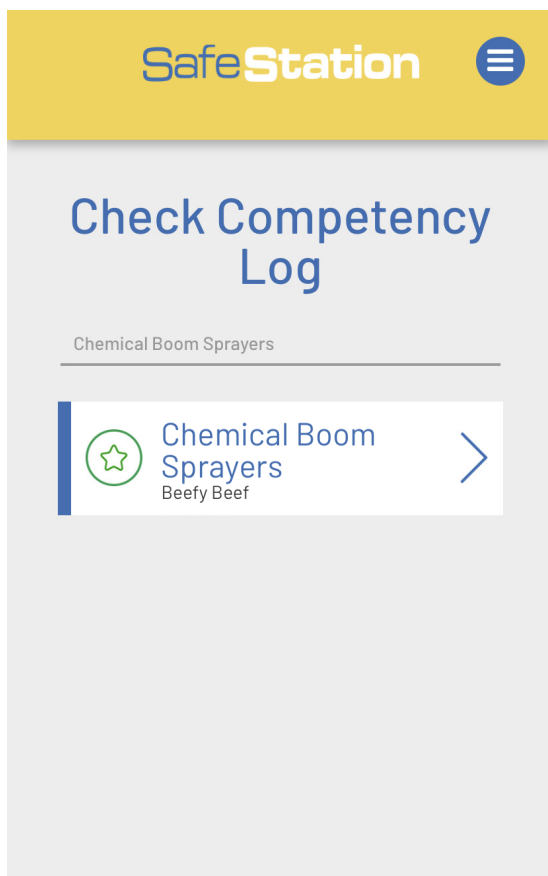 SafeStation
Check Competency
Log
Chemical Boom Sprayers
Chemical Boom
Sprayers
Beefy Beef